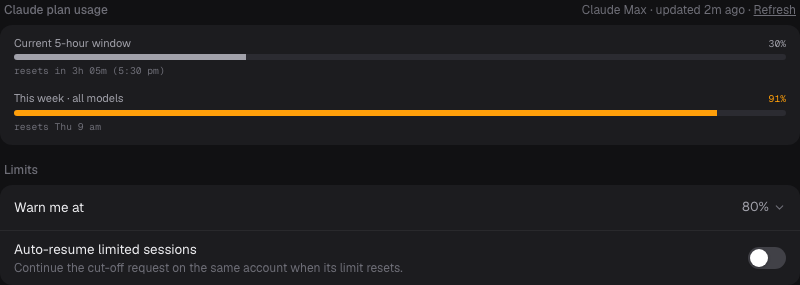 Claude plan usage
Claude Max · updated 2m ago · Refresh
Current 5-hour window
30%
resets in 3h 05m (5:30 pm)
This week · all models
91%
resets Thu 9 am
Limits
Warn me at
80%
Auto-resume limited sessions
Continue the cut-off request on the same account when its limit resets.